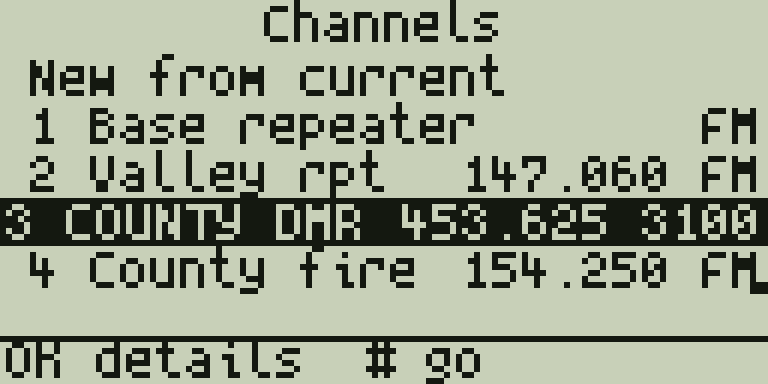 Channels
New from current
1 Base repeater FM
2 Valley rpt 147.060 FM
3 COUNTY DMR 453.625 3100
4 County fire 154.250 FM
OK details # go